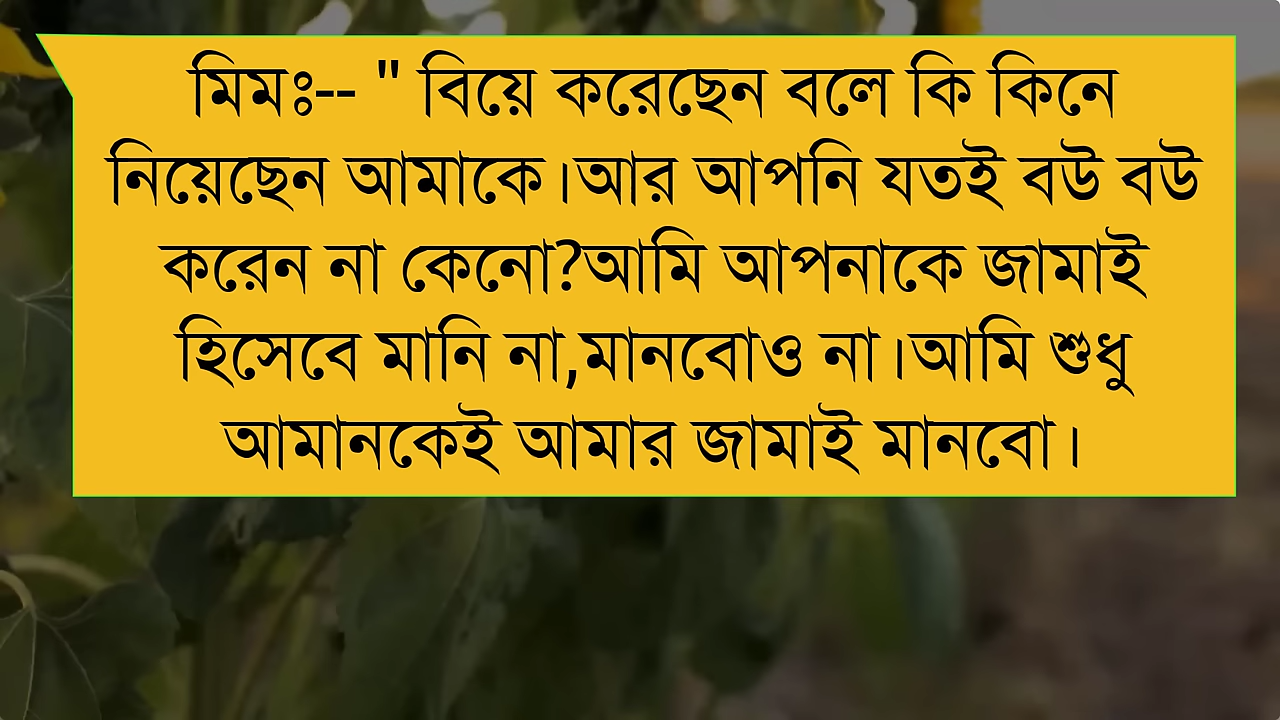 মিমঃ-- " বিয়ে করেছেন বলে কি কিনে
নিয়েছেন আমাকে।আর আপনি যতই বউ বউ
করেন না কেনো?আমি আপনাকে জামাই
হিসেবে মানি না,মানবোও না।আমি শুধু
আমানকেই আমার জামাই মানবো।